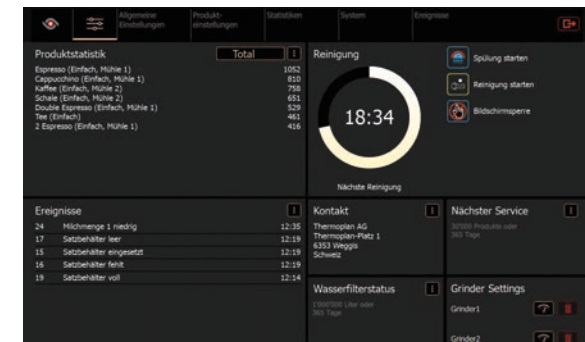 Allgemeine
Einstellungen
Produkt-
einstellungen
Statistiken
System
Ereignisse
Produktstatistik
Total
Espresso (Einfach, Mühle 1) 1052
Cappucchino (Einfach, Mühle 1) 810
Kaffee (Einfach, Mühle 2) 758
Schale (Einfach, Mühle 2) 651
Double Espresso (Einfach, Mühle 1) 529
Tee (Einfach) 461
2 Espresso (Einfach, Mühle 1) 416
Reinigung
18:34
Nächste Reinigung
Spülung starten
Reinigung starten
Bildschirmsperre
Ereignisse
24 Milchmenge 1 niedrig 12:35
17 Satzbehälter leer 12:19
15 Satzbehälter eingesetzt 12:19
16 Satzbehälter fehlt 12:19
19 Satzbehälter voll 12:14
Kontakt
Thermoplan AG
Thermoplan-Platz 1
6353 Weggis
Schweiz
Nächster Service
30'000 Produkte oder
365 Tage
Wasserfilterstatus
1'000'000 Liter oder
365 Tage
Grinder Settings
Grinder1
Grinder2